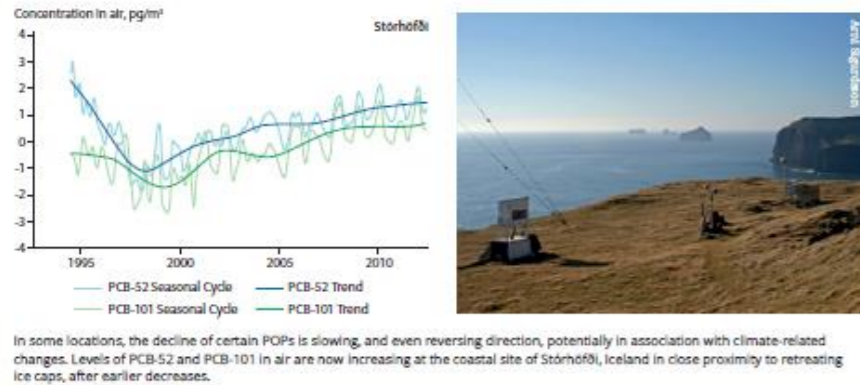 Concentration in air, pg/m³
Stórhöfði
4
3
2
1
0
-1
-2
-3
-4
1995 2000 2005 2010
PCB-52 Seasonal Cycle PCB-52 Trend
PCB-101 Seasonal Cycle PCB-101 Trend
Árni Sigurdsson
In some locations, the decline of certain POPs is slowing, and even reversing direction, potentially in association with climate-related
changes. Levels of PCB-52 and PCB-101 in air are now increasing at the coastal site of Stórhöfði, Iceland in close proximity to retreating
ice caps, after earlier decreases.